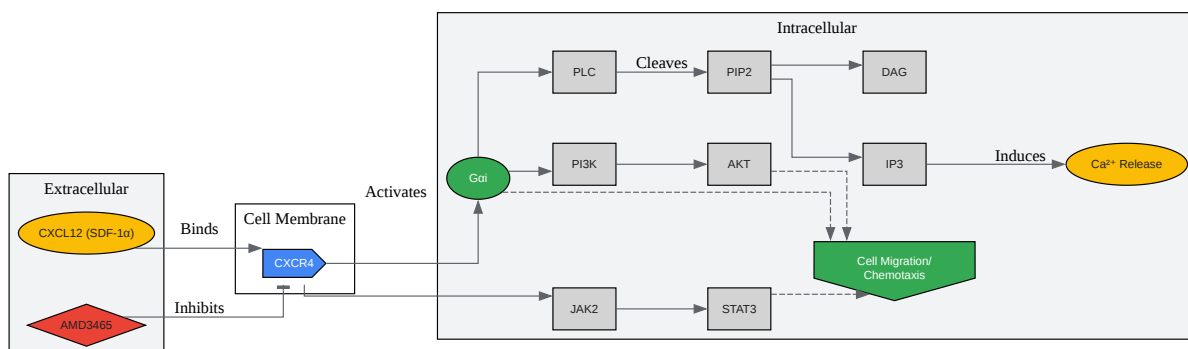 Intracellular
PLC
Cleaves
PIP2
DAG
PI3K
AKT
IP3
Induces
Ca²⁺ Release
Gαi
Extracellular
Activates
CXCL12 (SDF-1α)
Binds
Cell Membrane
CXCR4
Cell Migration/
Chemotaxis
AMD3465
Inhibits
JAK2
STAT3